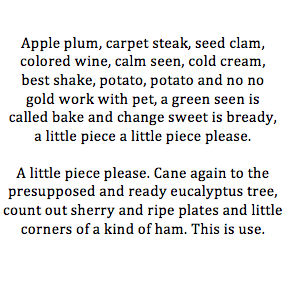 Apple plum, carpet steak, seed clam,
colored wine, calm seen, cold cream,
best shake, potato, potato and no no
gold work with pet, a green seen is
called bake and change sweet is bready,
a little piece a little piece please.
A little piece please. Cane again to the
presupposed and ready eucalyptus tree,
count out sherry and ripe plates and little
corners of a kind of ham. This is use.